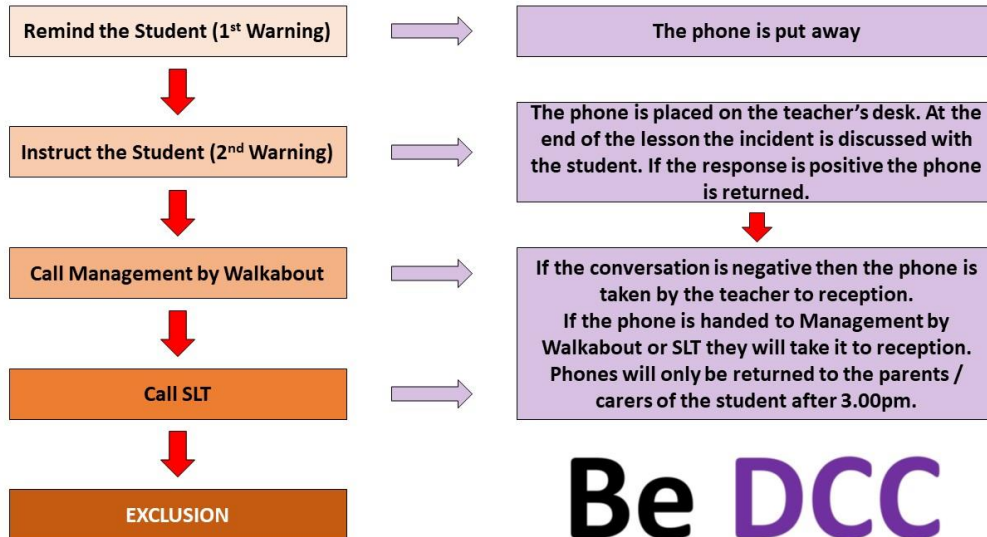 Remind the Student (1st Warning)
The phone is put away
Instruct the Student (2nd Warning)
The phone is placed on the teacher's desk. At the
end of the lesson the incident is discussed with
the student. If the response is positive the phone
is returned.
Call Management by Walkabout
If the conversation is negative then the phone is
taken by the teacher to reception.
If the phone is handed to Management by
Walkabout or SLT they will take it to reception.
Phones will only be returned to the parents /
carers of the student after 3.00pm.
Call SLT
EXCLUSION
Be DCC